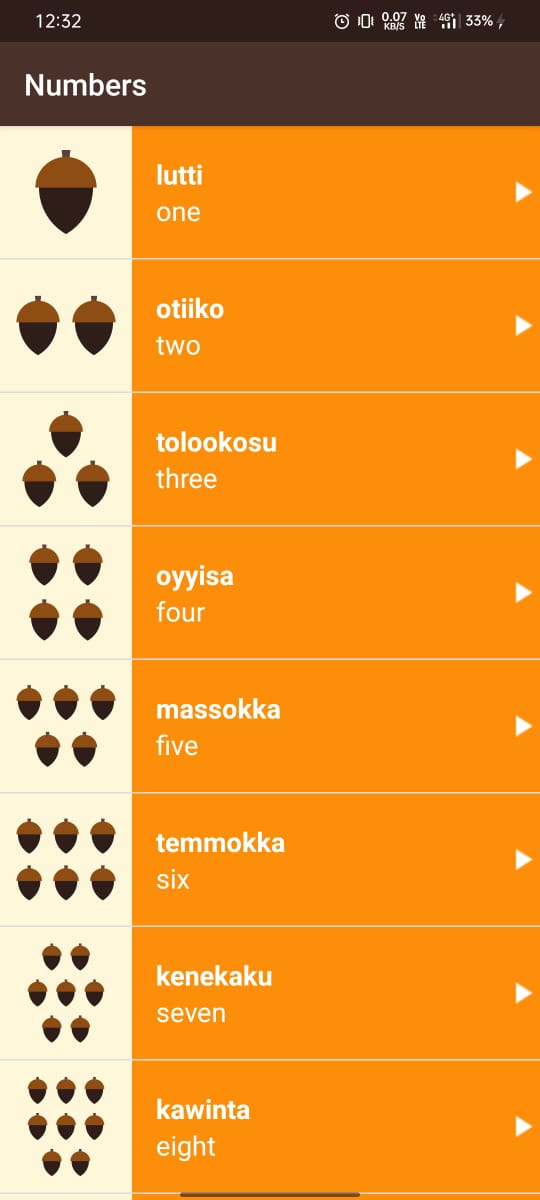 12:32
0.07 KB/S Vo LTE 4G+ 33%
Numbers
lutti
one
otiiko
two
tolookosu
three
oyyisa
four
massokka
five
temmokka
six
kenekaku
seven
kawinta
eight